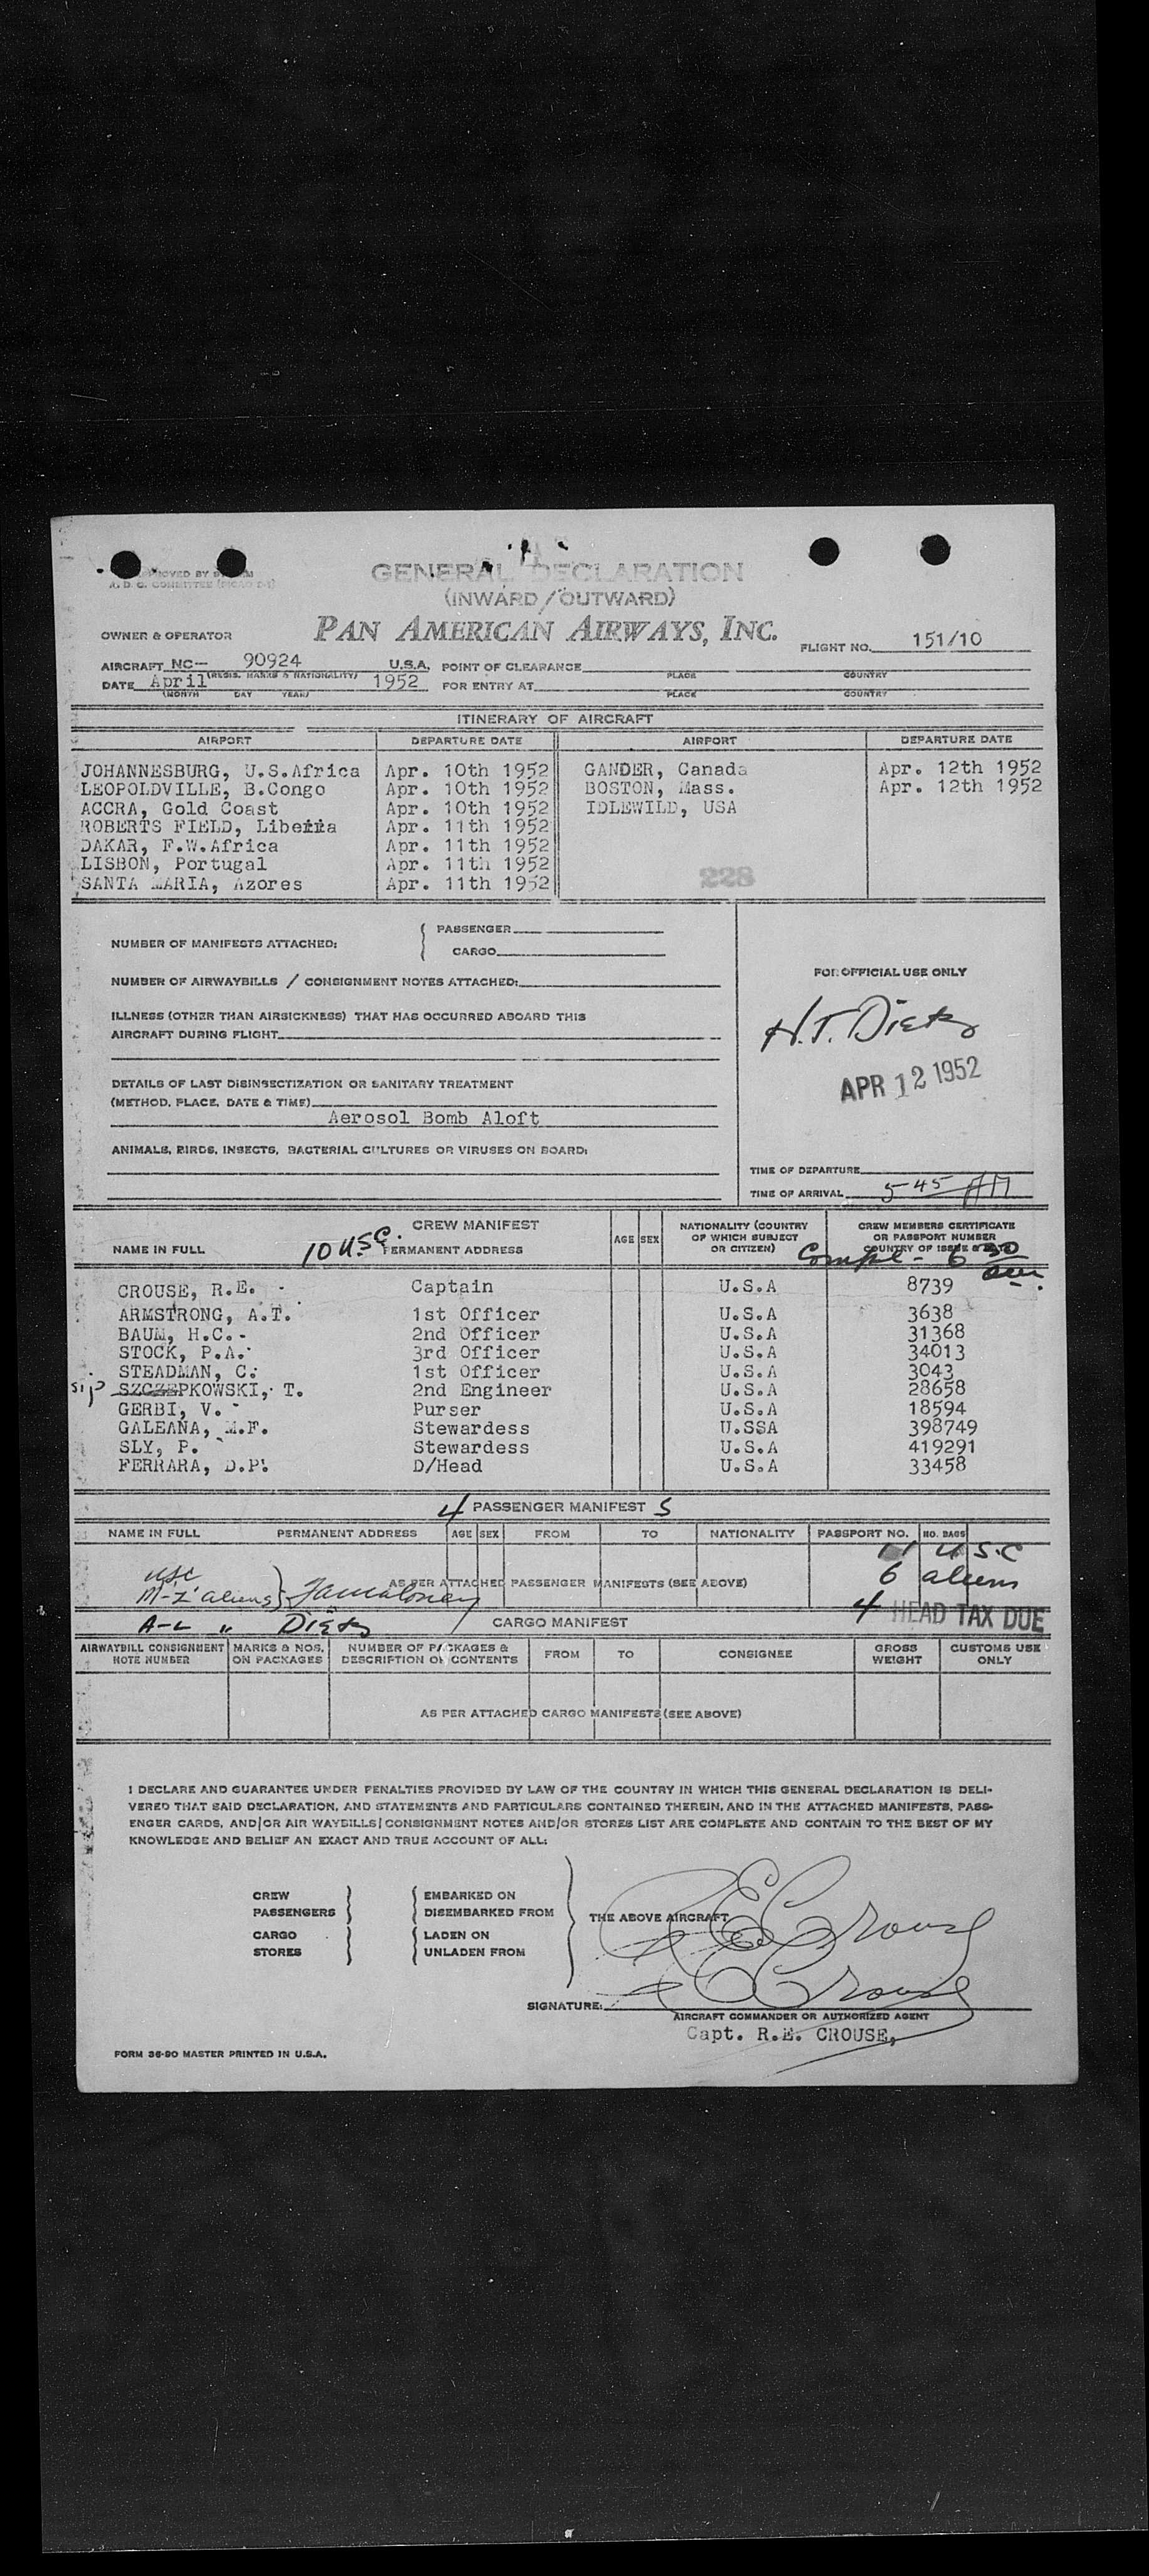 GENERAL DECLARATION
(INWARD/OUTWARD)
PAN AMERICAN AIRWAYS, INC.
OWNER & OPERATOR
FLIGHT NO. 151/10
AIRCRAFT NC- 90924 U.S.A. POINT OF CLEARANCE
(REGIS. MARKS & NATIONALITY) PLACE COUNTRY
DATE April 1952 FOR ENTRY AT
(MONTH DAY YEAR) PLACE COUNTRY
ITINERARY OF AIRCRAFT
AIRPORT DEPARTURE DATE AIRPORT DEPARTURE DATE
JOHANNESBURG, U.S.Africa Apr. 10th 1952 GANDER, Canada Apr. 12th 1952
LEOPOLDVILLE, B.Congo Apr. 10th 1952 BOSTON, Mass. Apr. 12th 1952
ACCRA, Gold Coast Apr. 10th 1952 IDLEWILD, USA
ROBERTS FIELD, Apr. 11th 1952
DAKAR, F.W.Africa Apr. 11th 1952
LISBON, Portugal Apr. 11th 1952
SANTA MARIA, Azores Apr. 11th 1952
228
NUMBER OF MANIFESTS ATTACHED: PASSENGER
CARGO
NUMBER OF AIRWAYBILLS / CONSIGNMENT NOTES ATTACHED:
ILLNESS (OTHER THAN AIRSICKNESS) THAT HAS OCCURRED ABOARD THIS
AIRCRAFT DURING FLIGHT
DETAILS OF LAST DISINSECTIZATION OR SANITARY TREATMENT
(METHOD, PLACE, DATE & TIME)
Aerosol Bomb Aloft
ANIMALS, BIRDS, INSECTS, BACTERIAL CULTURES OR VIRUSES ON BOARD:
FOR OFFICIAL USE ONLY
H.T. Dietz
APR 12 1952
TIME OF DEPARTURE
TIME OF ARRIVAL 5-45 AM
CREW MANIFEST
10 USC.
NAME IN FULL PERMANENT ADDRESS AGE SEX NATIONALITY (COUNTRY OF WHICH SUBJECT OR CITIZEN) CREW MEMBERS CERTIFICATE OR PASSPORT NUMBER COUNTRY OF ISSUE & DATE
CROUSE, R.E. - Captain U.S.A 8739
ARMSTRONG, A.T. 1st Officer U.S.A 3638
BAUM, H.C.- 2nd Officer U.S.A 31368
STOCK, P.A. 3rd Officer U.S.A 34013
STEADMAN, C. 1st Officer U.S.A 3043
SZCZEPKOWSKI, T. 2nd Engineer U.S.A 28658
GERBI, V. Purser U.S.A 18594
GALEANA, M.F. Stewardess U.SSA 398749
SLY, P. Stewardess U.S.A 419291
FERRARA, D.P. D/Head U.S.A 33458
4 PASSENGER MANIFEST S
NAME IN FULL PERMANENT ADDRESS AGE SEX FROM TO NATIONALITY PASSPORT NO. NO. BAGS
11 U.S.C
6 aliens
AS PER ATTACHED PASSENGER MANIFESTS (SEE ABOVE)
USC
M-Z aliens
4 HEAD TAX DUE
A-L " Dietz
CARGO MANIFEST
AIRWAYBILL CONSIGNMENT NOTE NUMBER MARKS & NOS. ON PACKAGES NUMBER OF PACKAGES & DESCRIPTION OF CONTENTS FROM TO CONSIGNEE GROSS WEIGHT CUSTOMS USE ONLY
AS PER ATTACHED CARGO MANIFESTS (SEE ABOVE)
I DECLARE AND GUARANTEE UNDER PENALTIES PROVIDED BY LAW OF THE COUNTRY IN WHICH THIS GENERAL DECLARATION IS DELI-
VERED THAT SAID DECLARATION, AND STATEMENTS AND PARTICULARS CONTAINED THEREIN, AND IN THE ATTACHED MANIFESTS, PASS-
ENGER CARDS, AND/OR AIR WAYBILLS/CONSIGNMENT NOTES AND/OR STORES LIST ARE COMPLETE AND CONTAIN TO THE BEST OF MY
KNOWLEDGE AND BELIEF AN EXACT AND TRUE ACCOUNT OF ALL:
CREW EMBARKED ON
PASSENGERS DISEMBARKED FROM
THE ABOVE AIRCRAFT
CARGO LADEN ON
STORES UNLADEN FROM
R E Crouse
R E Crouse
SIGNATURE:
AIRCRAFT COMMANDER OR AUTHORIZED AGENT
Capt. R.E. CROUSE,
FORM 36-90 MASTER PRINTED IN U.S.A.